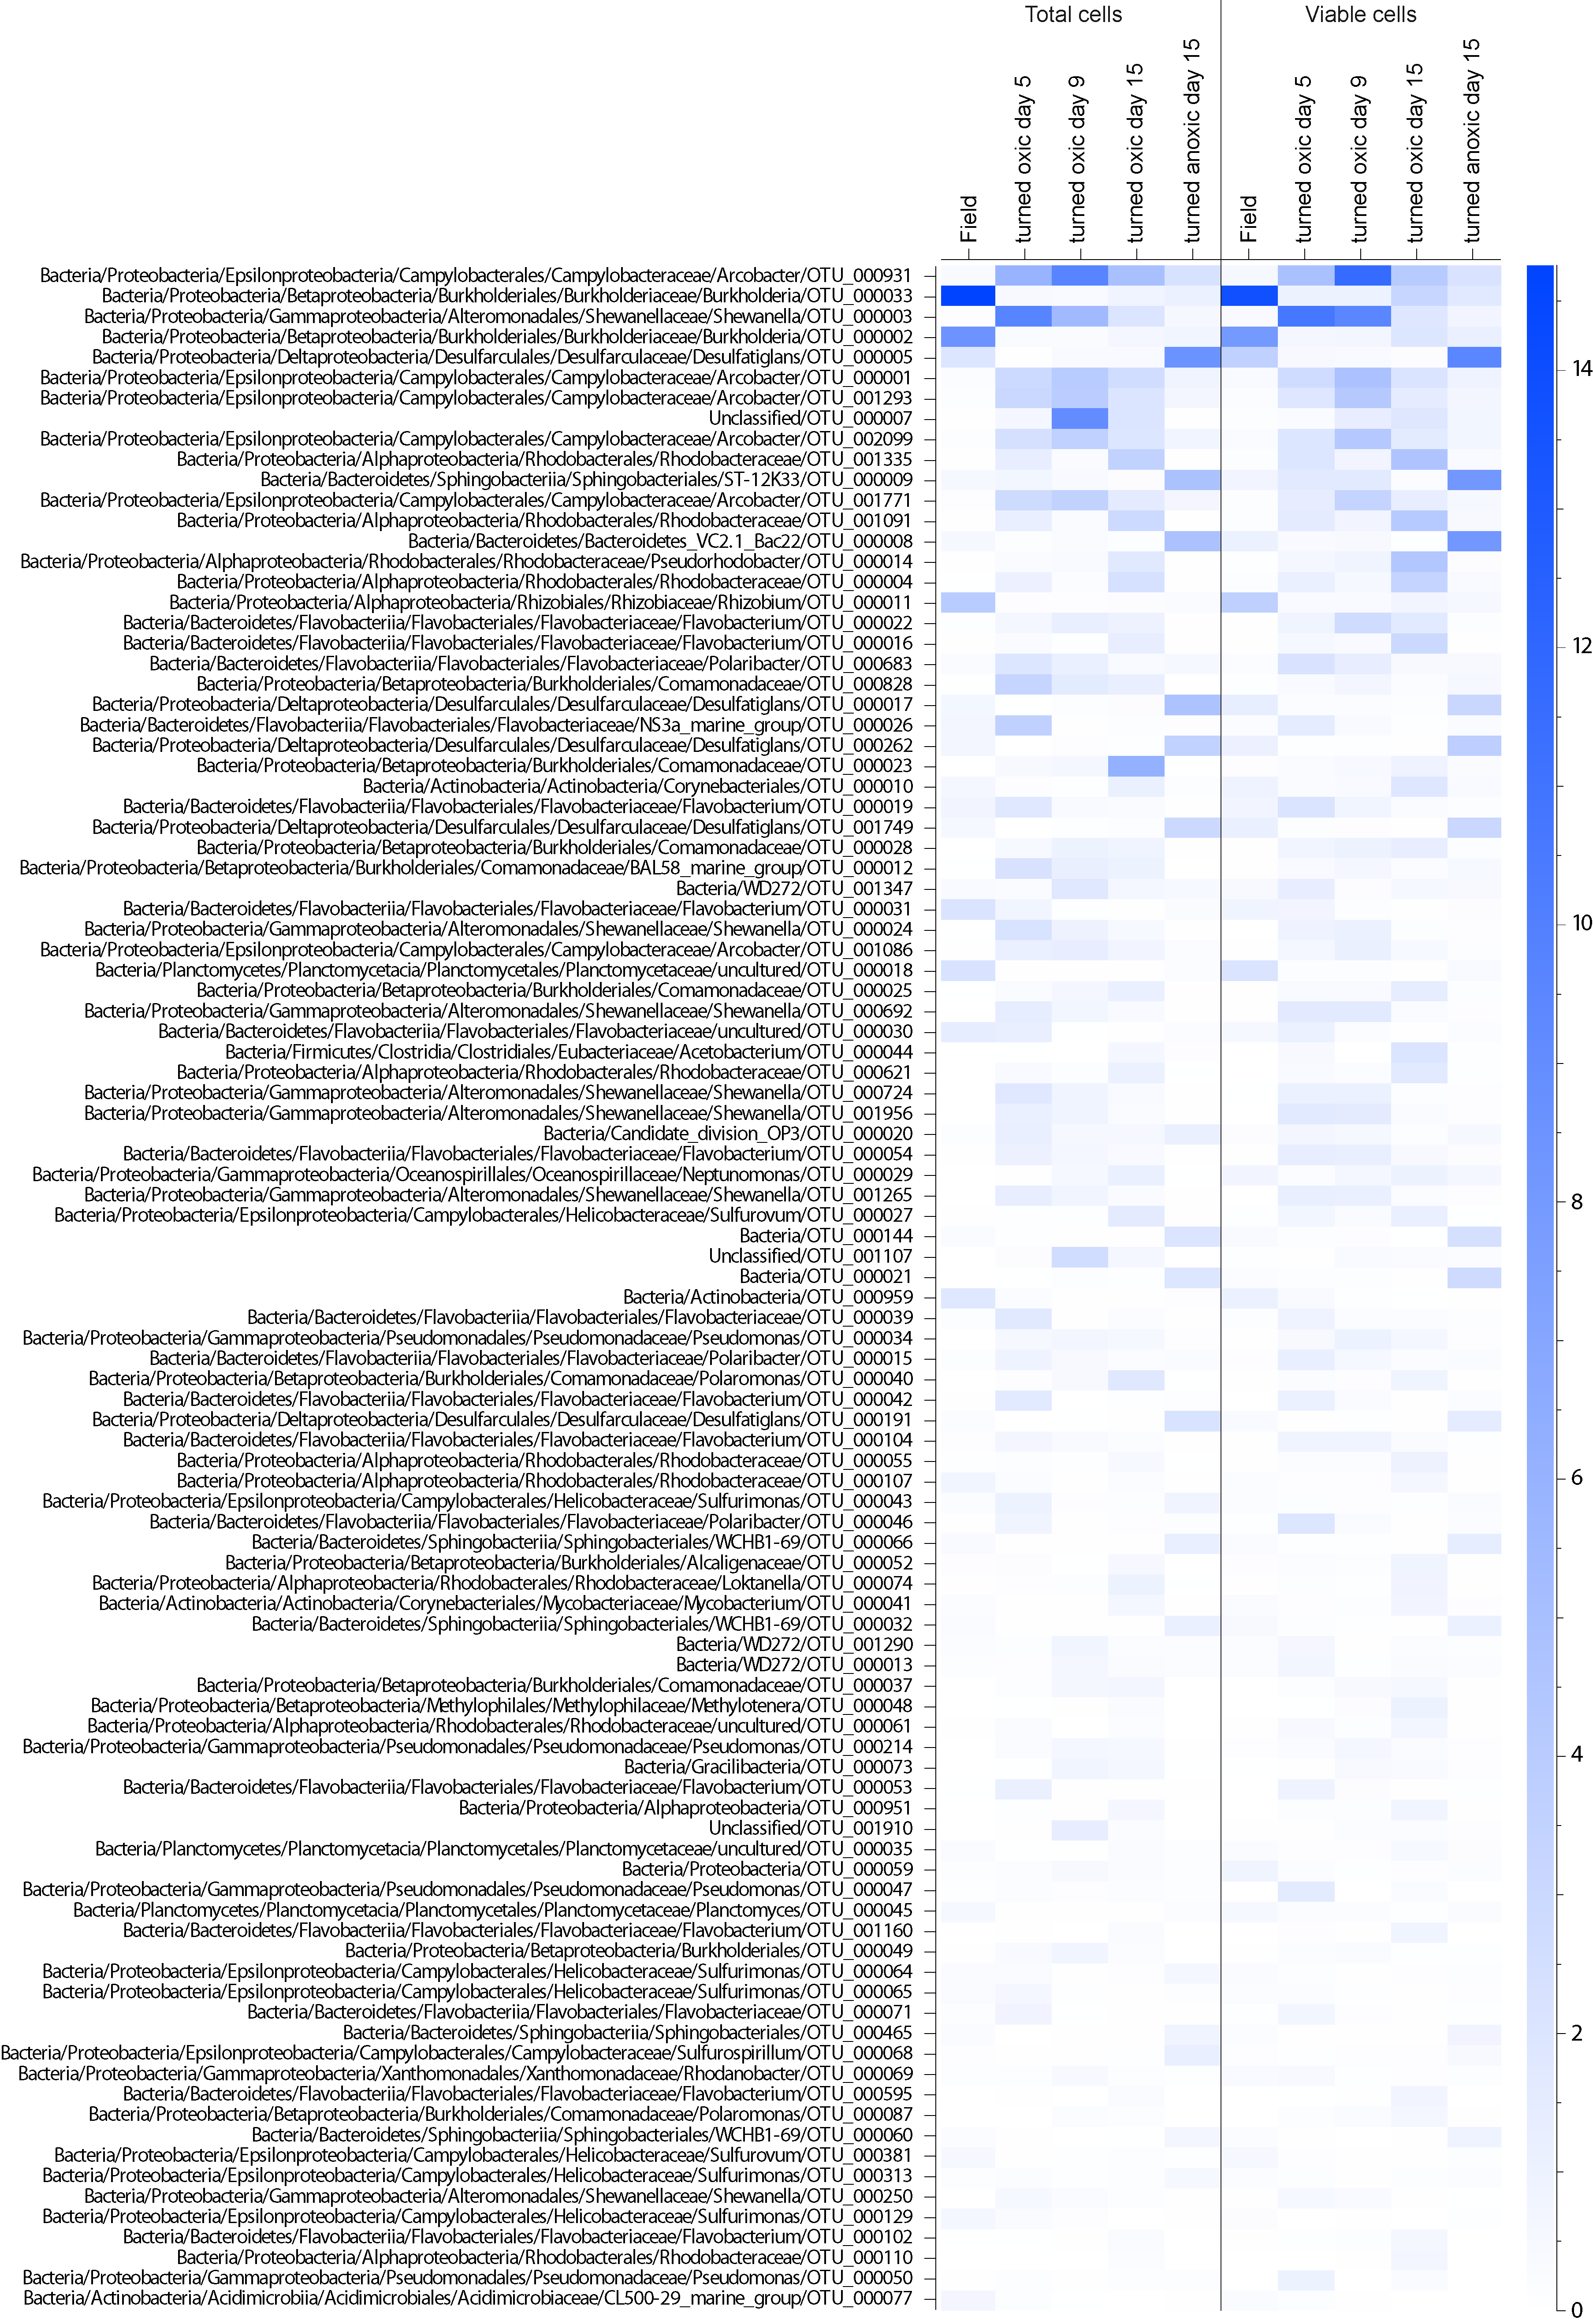 Total cells
Viable cells
Field
turned oxic day 5
turned oxic day 9
turned oxic day 15
turned anoxic day 15
Field
turned oxic day 5
turned oxic day 9
turned oxic day 15
turned anoxic day 15
Bacteria/Proteobacteria/Epsilonproteobacteria/Campylobacterales/Campylobacteraceae/Arcobacter/OTU_000931
Bacteria/Proteobacteria/Betaproteobacteria/Burkholderiales/Burkholderiaceae/Burkholderia/OTU_000033
Bacteria/Proteobacteria/Gammaproteobacteria/Alteromonadales/Shewanellaceae/Shewanella/OTU_000003
Bacteria/Proteobacteria/Betaproteobacteria/Burkholderiales/Burkholderiaceae/Burkholderia/OTU_000002
Bacteria/Proteobacteria/Deltaproteobacteria/Desulfarculales/Desulfarculaceae/Desulfatiglans/OTU_000005
Bacteria/Proteobacteria/Epsilonproteobacteria/Campylobacterales/Campylobacteraceae/Arcobacter/OTU_000001
Bacteria/Proteobacteria/Epsilonproteobacteria/Campylobacterales/Campylobacteraceae/Arcobacter/OTU_001293
Unclassified/OTU_000007
Bacteria/Proteobacteria/Epsilonproteobacteria/Campylobacterales/Campylobacteraceae/Arcobacter/OTU_002099
Bacteria/Proteobacteria/Alphaproteobacteria/Rhodobacterales/Rhodobacteraceae/OTU_001335
Bacteria/Bacteroidetes/Sphingobacteriia/Sphingobacteriales/ST-12K33/OTU_000009
Bacteria/Proteobacteria/Epsilonproteobacteria/Campylobacterales/Campylobacteraceae/Arcobacter/OTU_001771
Bacteria/Proteobacteria/Alphaproteobacteria/Rhodobacterales/Rhodobacteraceae/OTU_001091
Bacteria/Bacteroidetes/Bacteroidetes_VC2.1_Bac22/OTU_000008
Bacteria/Proteobacteria/Alphaproteobacteria/Rhodobacterales/Rhodobacteraceae/Pseudorhodobacter/OTU_000014
Bacteria/Proteobacteria/Alphaproteobacteria/Rhodobacterales/Rhodobacteraceae/OTU_000004
Bacteria/Proteobacteria/Alphaproteobacteria/Rhizobiales/Rhizobiaceae/Rhizobium/OTU_000011
Bacteria/Bacteroidetes/Flavobacteriia/Flavobacteriales/Flavobacteriaceae/Flavobacterium/OTU_000022
Bacteria/Bacteroidetes/Flavobacteriia/Flavobacteriales/Flavobacteriaceae/Flavobacterium/OTU_000016
Bacteria/Bacteroidetes/Flavobacteriia/Flavobacteriales/Flavobacteriaceae/Polaribacter/OTU_000683
Bacteria/Proteobacteria/Betaproteobacteria/Burkholderiales/Comamonadaceae/OTU_000828
Bacteria/Proteobacteria/Deltaproteobacteria/Desulfarculales/Desulfarculaceae/Desulfatiglans/OTU_000017
Bacteria/Bacteroidetes/Flavobacteriia/Flavobacteriales/Flavobacteriaceae/NS3a_marine_group/OTU_000026
Bacteria/Proteobacteria/Deltaproteobacteria/Desulfarculales/Desulfarculaceae/Desulfatiglans/OTU_000262
Bacteria/Proteobacteria/Betaproteobacteria/Burkholderiales/Comamonadaceae/OTU_000023
Bacteria/Actinobacteria/Actinobacteria/Corynebacteriales/OTU_000010
Bacteria/Bacteroidetes/Flavobacteriia/Flavobacteriales/Flavobacteriaceae/Flavobacterium/OTU_000019
Bacteria/Proteobacteria/Deltaproteobacteria/Desulfarculales/Desulfarculaceae/Desulfatiglans/OTU_001749
Bacteria/Proteobacteria/Betaproteobacteria/Burkholderiales/Comamonadaceae/OTU_000028
Bacteria/Proteobacteria/Betaproteobacteria/Burkholderiales/Comamonadaceae/BAL58_marine_group/OTU_000012
Bacteria/WD272/OTU_001347
Bacteria/Bacteroidetes/Flavobacteriia/Flavobacteriales/Flavobacteriaceae/Flavobacterium/OTU_000031
Bacteria/Proteobacteria/Gammaproteobacteria/Alteromonadales/Shewanellaceae/Shewanella/OTU_000024
Bacteria/Proteobacteria/Epsilonproteobacteria/Campylobacterales/Campylobacteraceae/Arcobacter/OTU_001086
Bacteria/Planctomycetes/Planctomycetacia/Planctomycetales/Planctomycetaceae/uncultured/OTU_000018
Bacteria/Proteobacteria/Betaproteobacteria/Burkholderiales/Comamonadaceae/OTU_000025
Bacteria/Proteobacteria/Gammaproteobacteria/Alteromonadales/Shewanellaceae/Shewanella/OTU_000692
Bacteria/Bacteroidetes/Flavobacteriia/Flavobacteriales/Flavobacteriaceae/uncultured/OTU_000030
Bacteria/Firmicutes/Clostridia/Clostridiales/Eubacteriaceae/Acetobacterium/OTU_000044
Bacteria/Proteobacteria/Alphaproteobacteria/Rhodobacterales/Rhodobacteraceae/OTU_000621
Bacteria/Proteobacteria/Gammaproteobacteria/Alteromonadales/Shewanellaceae/Shewanella/OTU_000724
Bacteria/Proteobacteria/Gammaproteobacteria/Alteromonadales/Shewanellaceae/Shewanella/OTU_001956
Bacteria/Candidate_division_OP3/OTU_000020
Bacteria/Bacteroidetes/Flavobacteriia/Flavobacteriales/Flavobacteriaceae/Flavobacterium/OTU_000054
Bacteria/Proteobacteria/Gammaproteobacteria/Oceanospirillales/Oceanospirillaceae/Neptunomonas/OTU_000029
Bacteria/Proteobacteria/Gammaproteobacteria/Alteromonadales/Shewanellaceae/Shewanella/OTU_001265
Bacteria/Proteobacteria/Epsilonproteobacteria/Campylobacterales/Helicobacteraceae/Sulfurovum/OTU_000027
Bacteria/OTU_000144
Unclassified/OTU_001107
Bacteria/OTU_000021
Bacteria/Actinobacteria/OTU_000959
Bacteria/Bacteroidetes/Flavobacteriia/Flavobacteriales/Flavobacteriaceae/OTU_000039
Bacteria/Proteobacteria/Gammaproteobacteria/Pseudomonadales/Pseudomonadaceae/Pseudomonas/OTU_000034
Bacteria/Bacteroidetes/Flavobacteriia/Flavobacteriales/Flavobacteriaceae/Polaribacter/OTU_000015
Bacteria/Proteobacteria/Betaproteobacteria/Burkholderiales/Comamonadaceae/Polaromonas/OTU_000040
Bacteria/Bacteroidetes/Flavobacteriia/Flavobacteriales/Flavobacteriaceae/Flavobacterium/OTU_000042
Bacteria/Proteobacteria/Deltaproteobacteria/Desulfarculales/Desulfarculaceae/Desulfatiglans/OTU_000191
Bacteria/Bacteroidetes/Flavobacteriia/Flavobacteriales/Flavobacteriaceae/Flavobacterium/OTU_000104
Bacteria/Proteobacteria/Alphaproteobacteria/Rhodobacterales/Rhodobacteraceae/OTU_000055
Bacteria/Proteobacteria/Alphaproteobacteria/Rhodobacterales/Rhodobacteraceae/OTU_000107
Bacteria/Proteobacteria/Epsilonproteobacteria/Campylobacterales/Helicobacteraceae/Sulfurimonas/OTU_000043
Bacteria/Bacteroidetes/Flavobacteriia/Flavobacteriales/Flavobacteriaceae/Polaribacter/OTU_000046
Bacteria/Bacteroidetes/Sphingobacteriia/Sphingobacteriales/WCHB1-69/OTU_000066
Bacteria/Proteobacteria/Betaproteobacteria/Burkholderiales/Alcaligenaceae/OTU_000052
Bacteria/Proteobacteria/Alphaproteobacteria/Rhodobacterales/Rhodobacteraceae/Loktanella/OTU_000074
Bacteria/Actinobacteria/Actinobacteria/Corynebacteriales/Mycobacteriaceae/Mycobacterium/OTU_000041
Bacteria/Bacteroidetes/Sphingobacteriia/Sphingobacteriales/WCHB1-69/OTU_000032
Bacteria/WD272/OTU_001290
Bacteria/WD272/OTU_000013
Bacteria/Proteobacteria/Betaproteobacteria/Burkholderiales/Comamonadaceae/OTU_000037
Bacteria/Proteobacteria/Betaproteobacteria/Methylophilales/Methylophilaceae/Methylotenera/OTU_000048
Bacteria/Proteobacteria/Alphaproteobacteria/Rhodobacterales/Rhodobacteraceae/uncultured/OTU_000061
Bacteria/Proteobacteria/Gammaproteobacteria/Pseudomonadales/Pseudomonadaceae/Pseudomonas/OTU_000214
Bacteria/Gracilibacteria/OTU_000073
Bacteria/Bacteroidetes/Flavobacteriia/Flavobacteriales/Flavobacteriaceae/Flavobacterium/OTU_000053
Bacteria/Proteobacteria/Alphaproteobacteria/OTU_000951
Unclassified/OTU_001910
Bacteria/Planctomycetes/Planctomycetacia/Planctomycetales/Planctomycetaceae/uncultured/OTU_000035
Bacteria/Proteobacteria/OTU_000059
Bacteria/Proteobacteria/Gammaproteobacteria/Pseudomonadales/Pseudomonadaceae/Pseudomonas/OTU_000047
Bacteria/Planctomycetes/Planctomycetacia/Planctomycetales/Planctomycetaceae/Planctomyces/OTU_000045
Bacteria/Bacteroidetes/Flavobacteriia/Flavobacteriales/Flavobacteriaceae/Flavobacterium/OTU_001160
Bacteria/Proteobacteria/Betaproteobacteria/Burkholderiales/OTU_000049
Bacteria/Proteobacteria/Epsilonproteobacteria/Campylobacterales/Helicobacteraceae/Sulfurimonas/OTU_000064
Bacteria/Proteobacteria/Epsilonproteobacteria/Campylobacterales/Helicobacteraceae/Sulfurimonas/OTU_000065
Bacteria/Bacteroidetes/Flavobacteriia/Flavobacteriales/Flavobacteriaceae/OTU_000071
Bacteria/Bacteroidetes/Sphingobacteriia/Sphingobacteriales/OTU_000465
Bacteria/Proteobacteria/Epsilonproteobacteria/Campylobacterales/Campylobacteraceae/Sulfurospirillum/OTU_000068
Bacteria/Proteobacteria/Gammaproteobacteria/Xanthomonadales/Xanthomonadaceae/Rhodanobacter/OTU_000069
Bacteria/Bacteroidetes/Flavobacteriia/Flavobacteriales/Flavobacteriaceae/Flavobacterium/OTU_000595
Bacteria/Proteobacteria/Betaproteobacteria/Burkholderiales/Comamonadaceae/Polaromonas/OTU_000087
Bacteria/Bacteroidetes/Sphingobacteriia/Sphingobacteriales/WCHB1-69/OTU_000060
Bacteria/Proteobacteria/Epsilonproteobacteria/Campylobacterales/Helicobacteraceae/Sulfurovum/OTU_000381
Bacteria/Proteobacteria/Epsilonproteobacteria/Campylobacterales/Helicobacteraceae/Sulfurimonas/OTU_000313
Bacteria/Proteobacteria/Gammaproteobacteria/Alteromonadales/Shewanellaceae/Shewanella/OTU_000250
Bacteria/Proteobacteria/Epsilonproteobacteria/Campylobacterales/Helicobacteraceae/Sulfurimonas/OTU_000129
Bacteria/Bacteroidetes/Flavobacteriia/Flavobacteriales/Flavobacteriaceae/Flavobacterium/OTU_000102
Bacteria/Proteobacteria/Alphaproteobacteria/Rhodobacterales/Rhodobacteraceae/OTU_000110
Bacteria/Proteobacteria/Gammaproteobacteria/Pseudomonadales/Pseudomonadaceae/Pseudomonas/OTU_000050
Bacteria/Actinobacteria/Acidimicrobiia/Acidimicrobiales/Acidimicrobiaceae/CL500-29_marine_group/OTU_000077
14
12
10
8
6
4
2
0